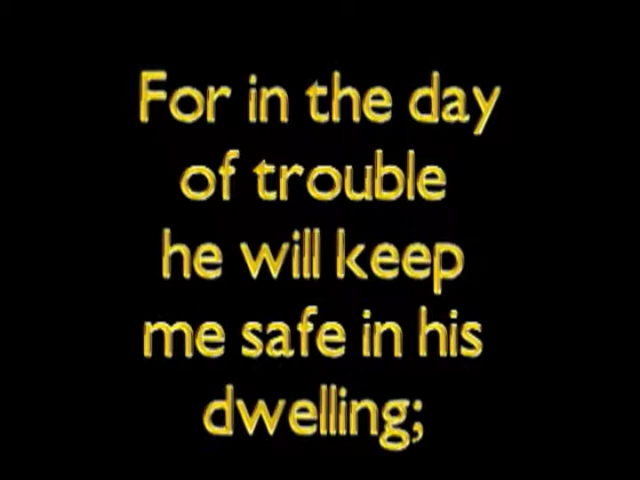 For in the day
of trouble
he will keep
me safe in his
dwelling;